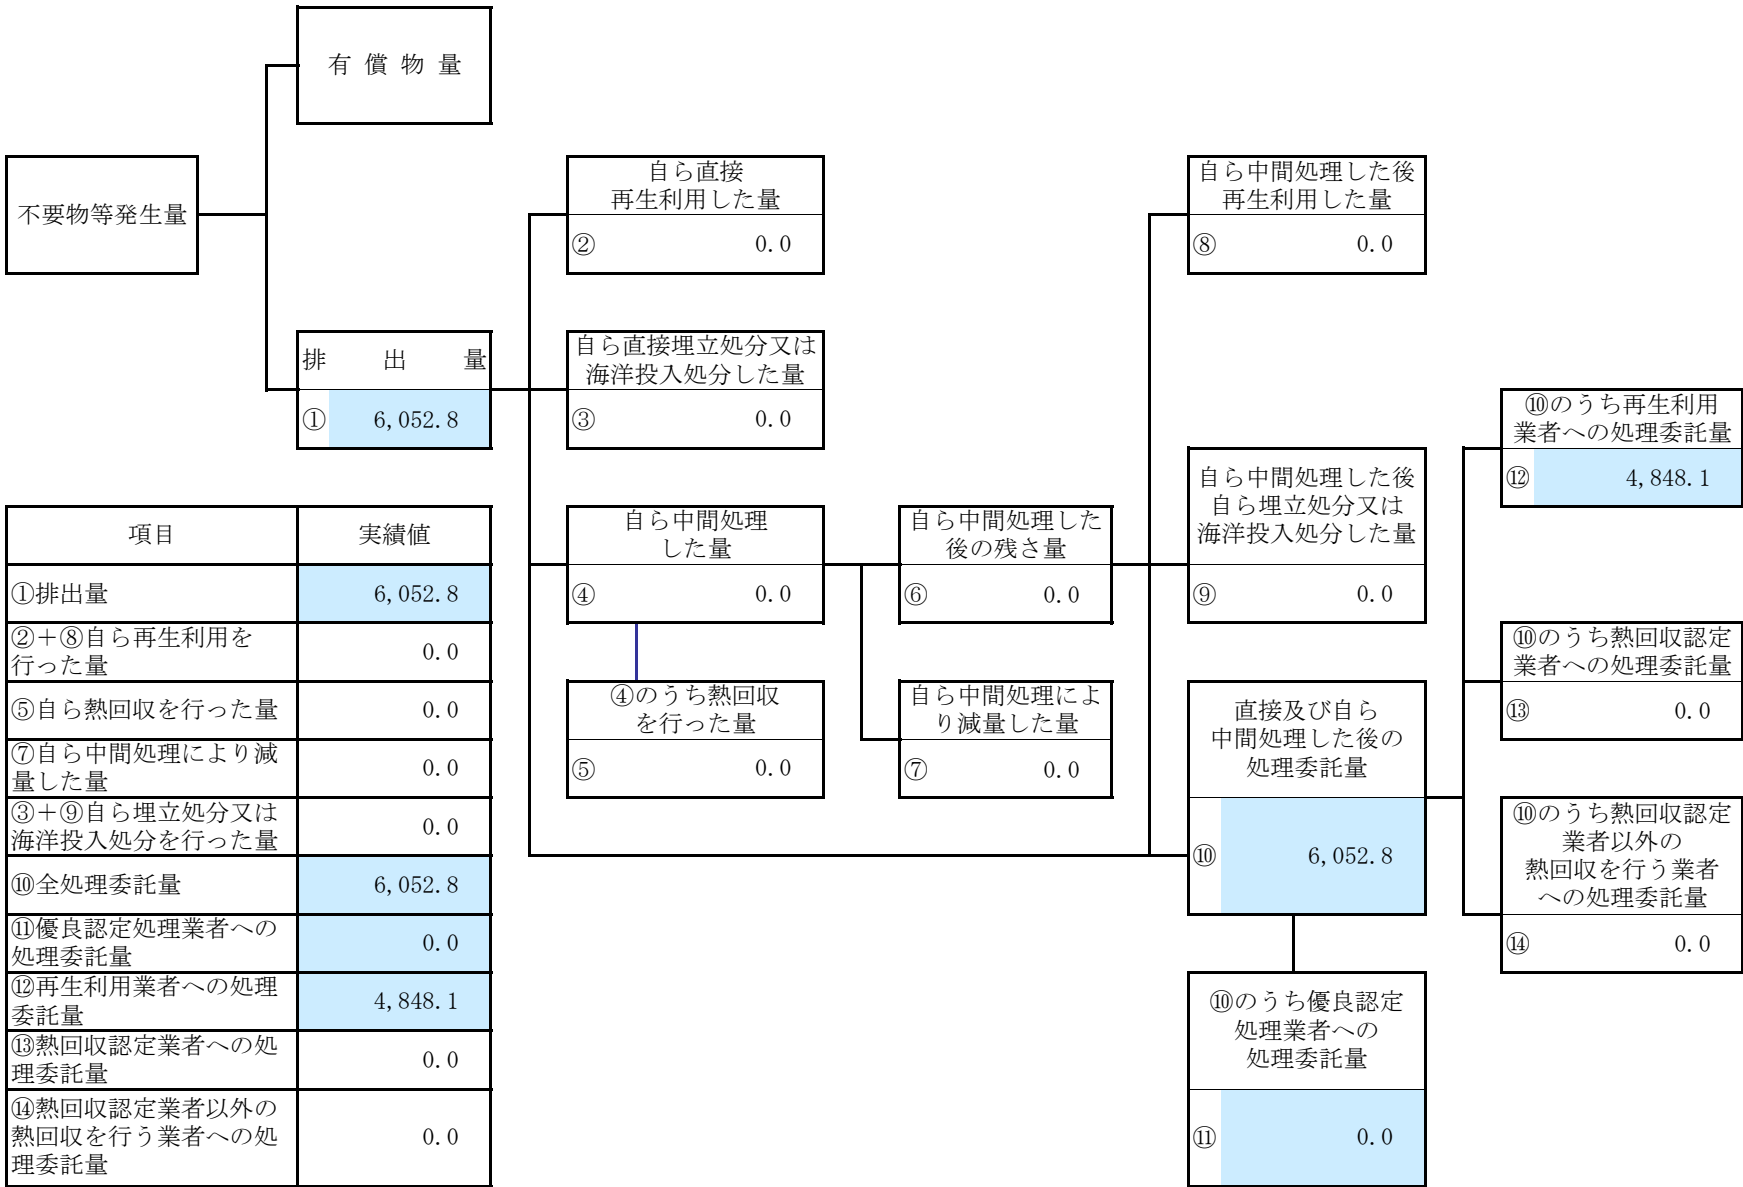 有償物量
不要物等発生量
排出量
① 6,052.8
自ら直接
再生利用した量
② 0.0
自ら直接埋立処分又は
海洋投入処分した量
③ 0.0
自ら中間処理
した量
④ 0.0
④のうち熱回収
を行った量
⑤ 0.0
自ら中間処理した
後の残さ量
⑥ 0.0
自ら中間処理によ
り減量した量
⑦ 0.0
自ら中間処理した後
再生利用した量
⑧ 0.0
自ら中間処理した後
自ら埋立処分又は
海洋投入処分した量
⑨ 0.0
直接及び自ら
中間処理した後の
処理委託量
⑩ 6,052.8
⑩のうち優良認定
処理業者への
処理委託量
⑪ 0.0
⑩のうち再生利用
業者への処理委託量
⑫ 4,848.1
⑩のうち熱回収認定
業者への処理委託量
⑬ 0.0
⑩のうち熱回収認定
業者以外の
熱回収を行う業者
への処理委託量
⑭ 0.0
項目 実績値
①排出量 6,052.8
②+⑧自ら再生利用を
行った量 0.0
⑤自ら熱回収を行った量 0.0
⑦自ら中間処理により減
量した量 0.0
③+⑨自ら埋立処分又は
海洋投入処分を行った量 0.0
⑩全処理委託量 6,052.8
⑪優良認定処理業者への
処理委託量 0.0
⑫再生利用業者への処理
委託量 4,848.1
⑬熱回収認定業者への処
理委託量 0.0
⑭熱回収認定業者以外の
熱回収を行う業者への処
理委託量 0.0